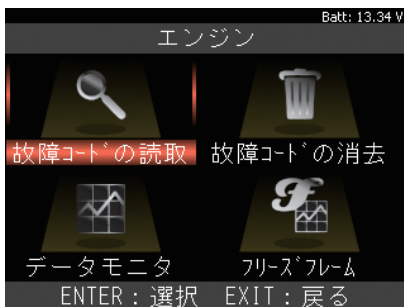 Batt: 13.34 V
エンジン
故障ｺｰﾄﾞの読取 故障ｺｰﾄﾞの消去
データモニタ ﾌﾘｰｽﾞﾌﾚｰﾑ
ENTER：選択 EXIT：戻る